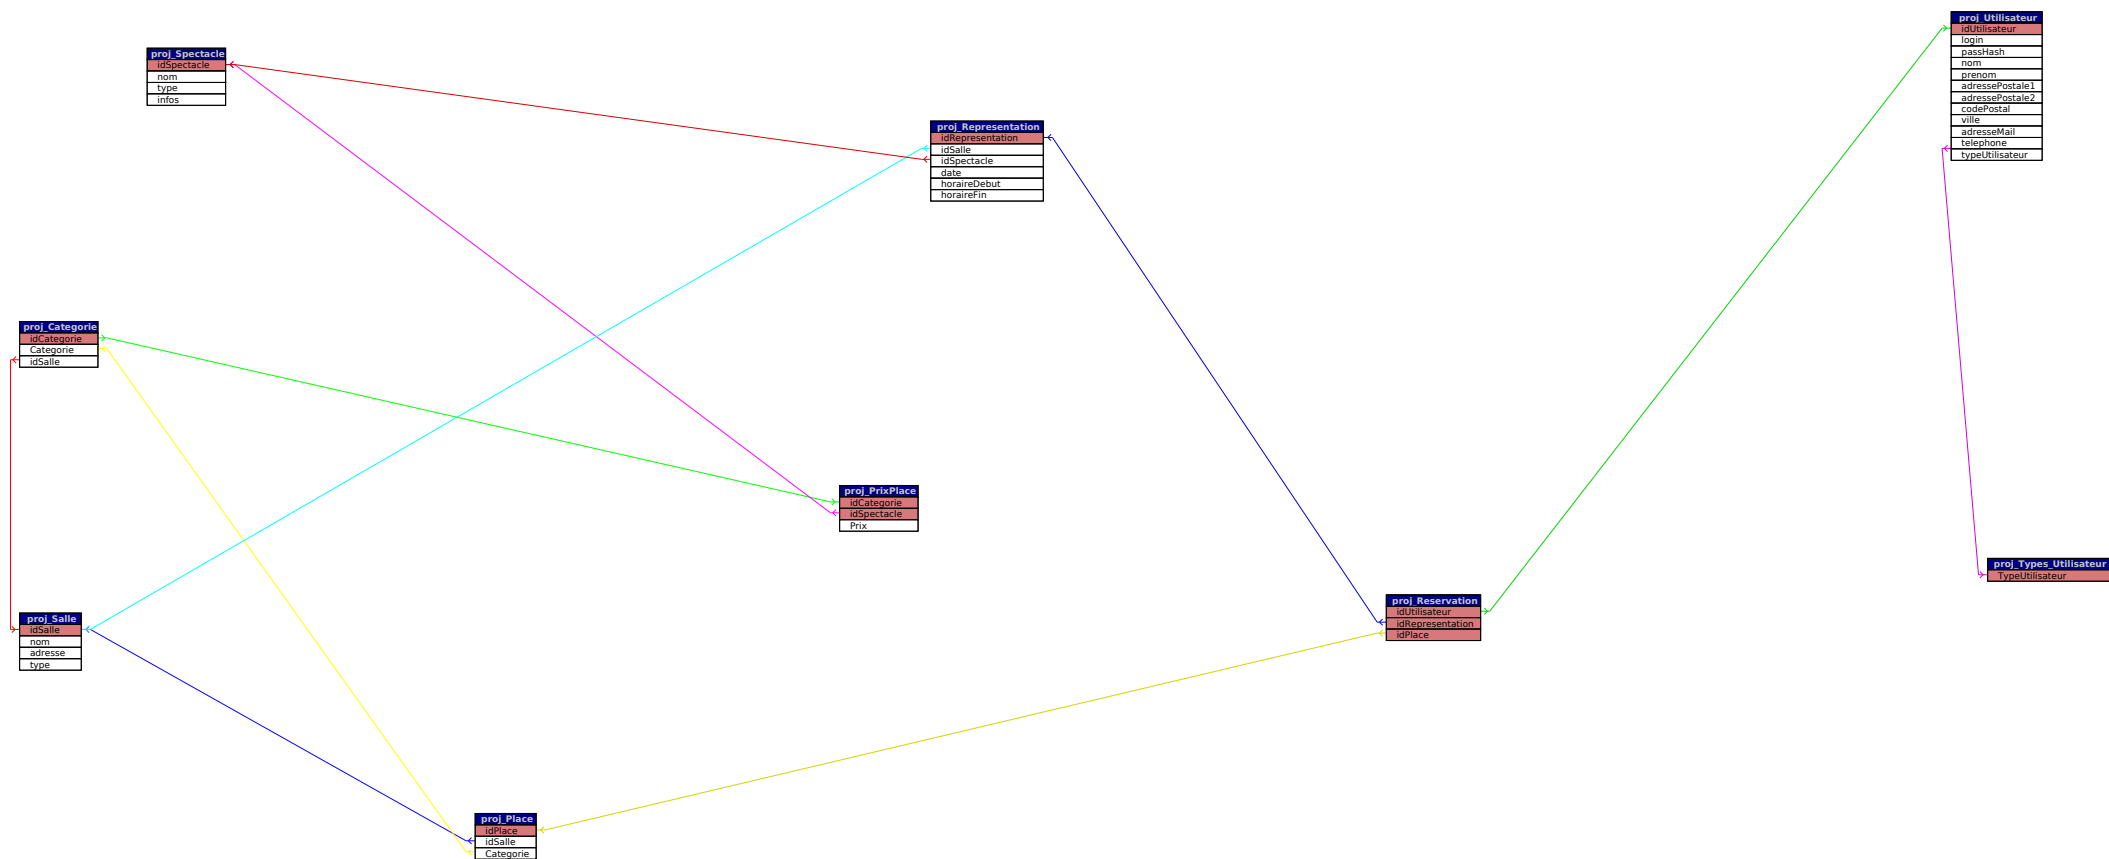 proj_Utilisateur
idUtilisateur
login
passHash
nom
prenom
adressePostale1
adressePostale2
codePostal
ville
adresseMail
telephone
typeUtilisateur
proj_Spectacle
idSpectacle
nom
type
infos
proj_Representation
idRepresentation
idSalle
idSpectacle
date
horaireDebut
horaireFin
proj_Categorie
idCategorie
Categorie
idSalle
proj_PrixPlace
idCategorie
idSpectacle
Prix
proj_Types_Utilisateur
TypeUtilisateur
proj_Reservation
idUtilisateur
idRepresentation
idPlace
proj_Salle
idSalle
nom
adresse
type
proj_Place
idPlace
idSalle
Categorie